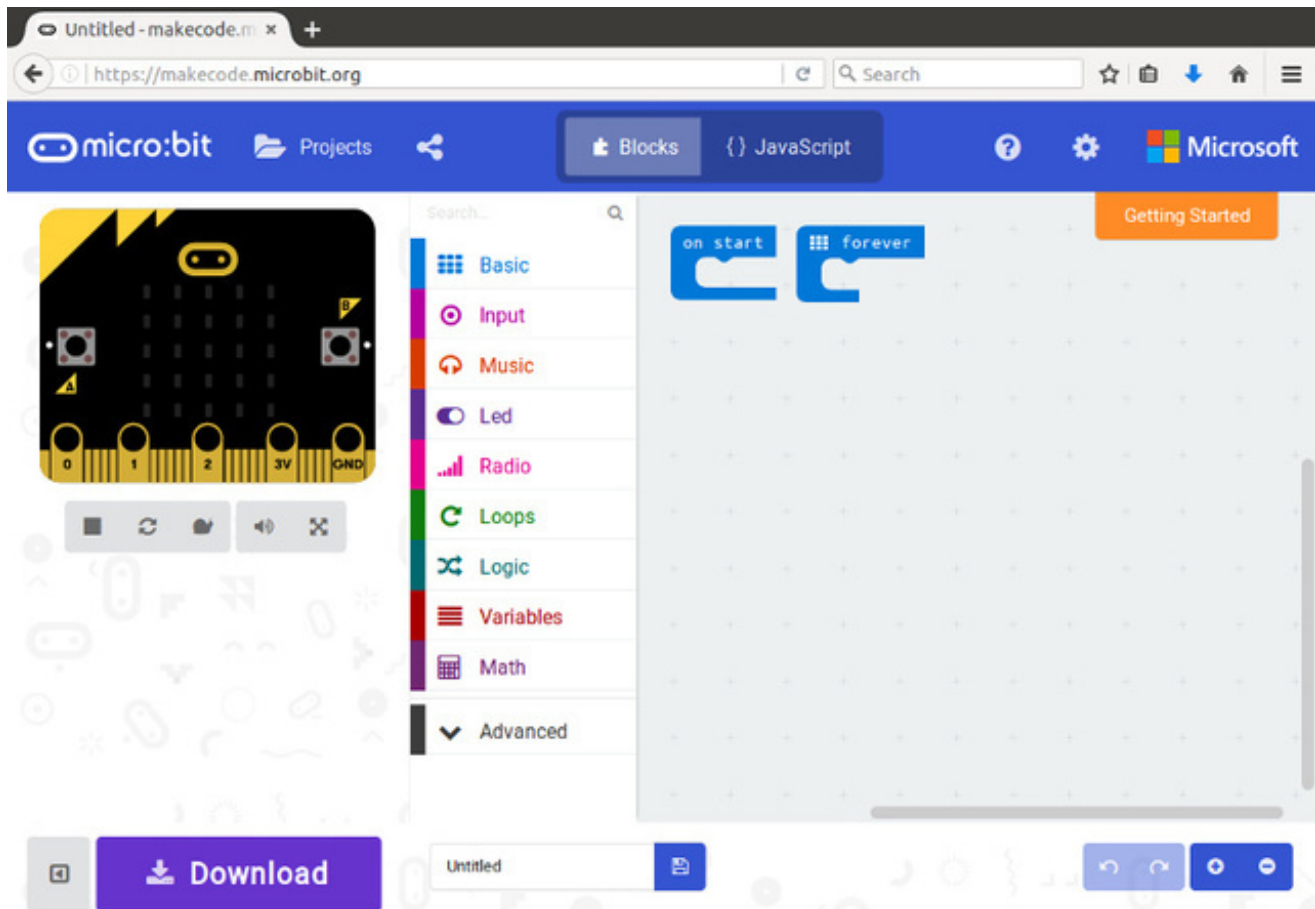 Untitled - makecode.m
https://makecode.microbit.org
Search
micro:bit
Projects
Blocks
{ } JavaScript
Microsoft
Search...
Getting Started
on start
forever
Basic
Input
Music
Led
Radio
Loops
Logic
Variables
Math
Advanced
B
A
0 1 2 3V GND
Download
Untitled